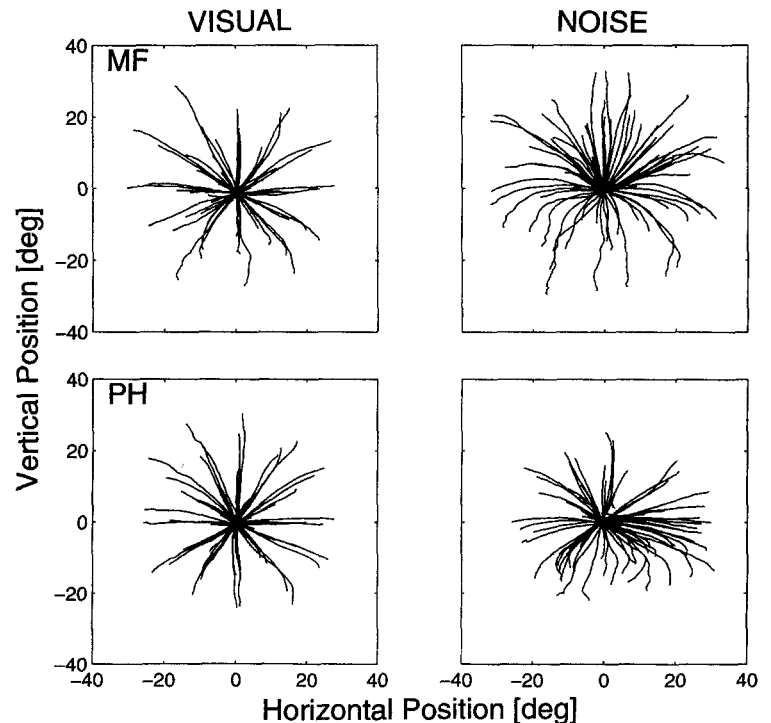 VISUAL NOISE
MF
40
20
0
−20
−40
PH
40
20
0
−20
−40
−40 −20 0 20 40 −40 −20 0 20 40
Vertical Position [deg]
Horizontal Position [deg]